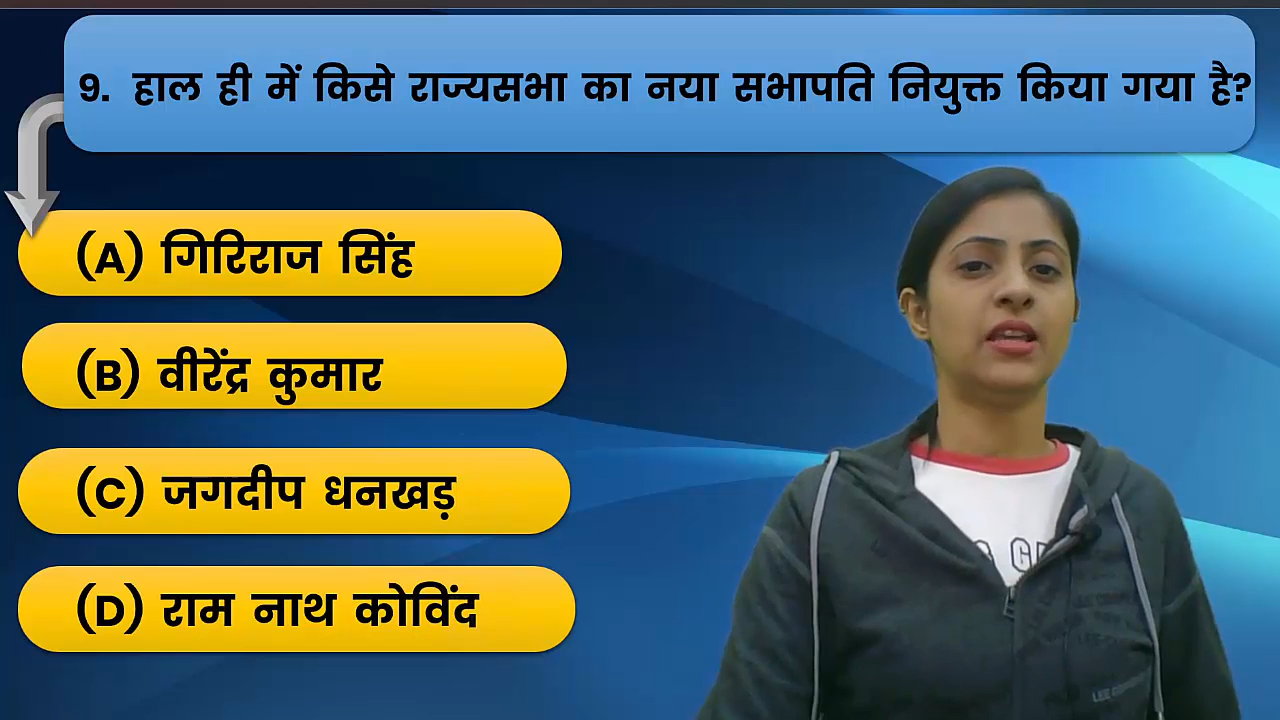 9. हाल ही में किसे राज्यसभा का नया सभापति नियुक्त किया गया है?
(A) गिरिराज सिंह
(B) वीरेंद्र कुमार
(C) जगदीप धनखड़
(D) राम नाथ कोविंद